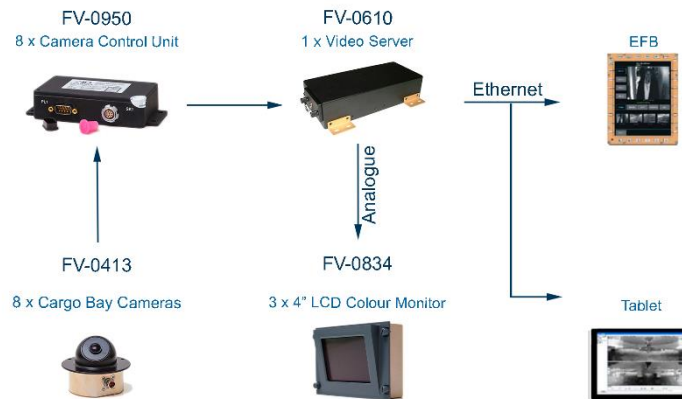 FV-0950
8 x Camera Control Unit
FV-0610
1 x Video Server
EFB
Ethernet
Analogue
FV-0413
8 x Cargo Bay Cameras
FV-0834
3 x 4” LCD Colour Monitor
Tablet